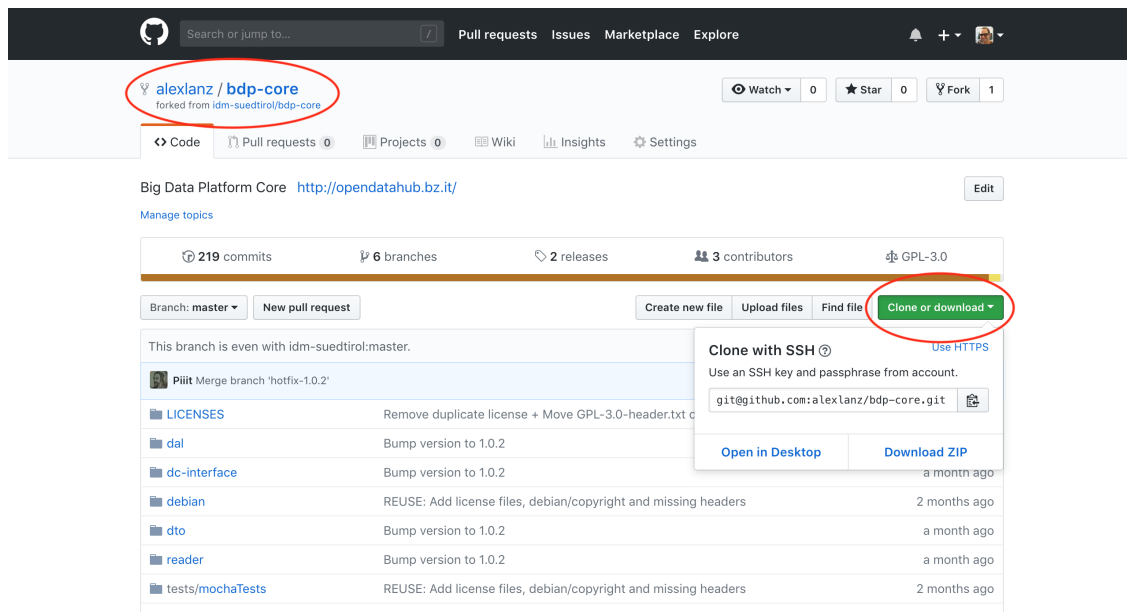 Search or jump to... / Pull requests Issues Marketplace Explore
alexlanz / bdp-core
forked from idm-suedtirol/bdp-core
Watch 0 Star 0 Fork 1
Code Pull requests 0 Projects 0 Wiki Insights Settings
Big Data Platform Core http://opendatahub.bz.it/ Edit
Manage topics
219 commits 6 branches 2 releases 3 contributors GPL-3.0
Branch: master New pull request Create new file Upload files Find file Clone or download
This branch is even with idm-suedtirol:master.
Clone with SSH ? Use HTTPS
Use an SSH key and passphrase from account.
git@github.com:alexlanz/bdp-core.git
Open in Desktop Download ZIP
Piiit Merge branch 'hotfix-1.0.2'
LICENSES Remove duplicate license + Move GPL-3.0-header.txt
dal Bump version to 1.0.2
dc-interface Bump version to 1.0.2 a month ago
debian REUSE: Add license files, debian/copyright and missing headers 2 months ago
dto Bump version to 1.0.2 a month ago
reader Bump version to 1.0.2 a month ago
tests/mochaTests REUSE: Add license files, debian/copyright and missing headers 2 months ago